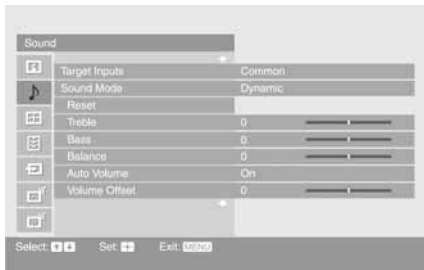 Sound
Target Inputs Common
Sound Mode Dynamic
Reset
Treble 0
Bass 0
Balance 0
Auto Volume On
Volume Offset 0
Select: Set: Exit: MENU